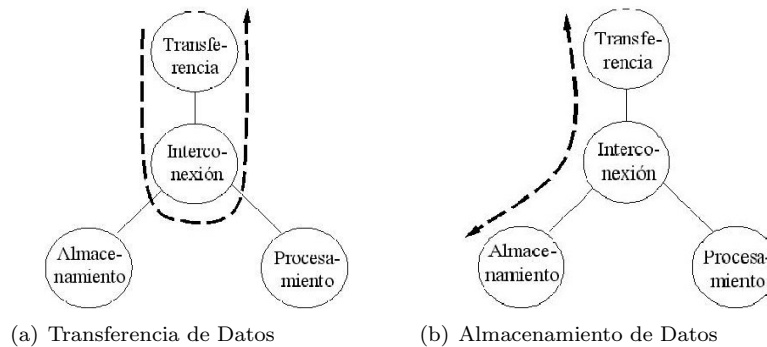 Transfe-
rencia
Interco-
nexión
Almace-
namiento
Procesa-
miento
(a) Transferencia de Datos
Transfe-
rencia
Interco-
nexión
Almace-
namiento
Procesa-
miento
(b) Almacenamiento de Datos